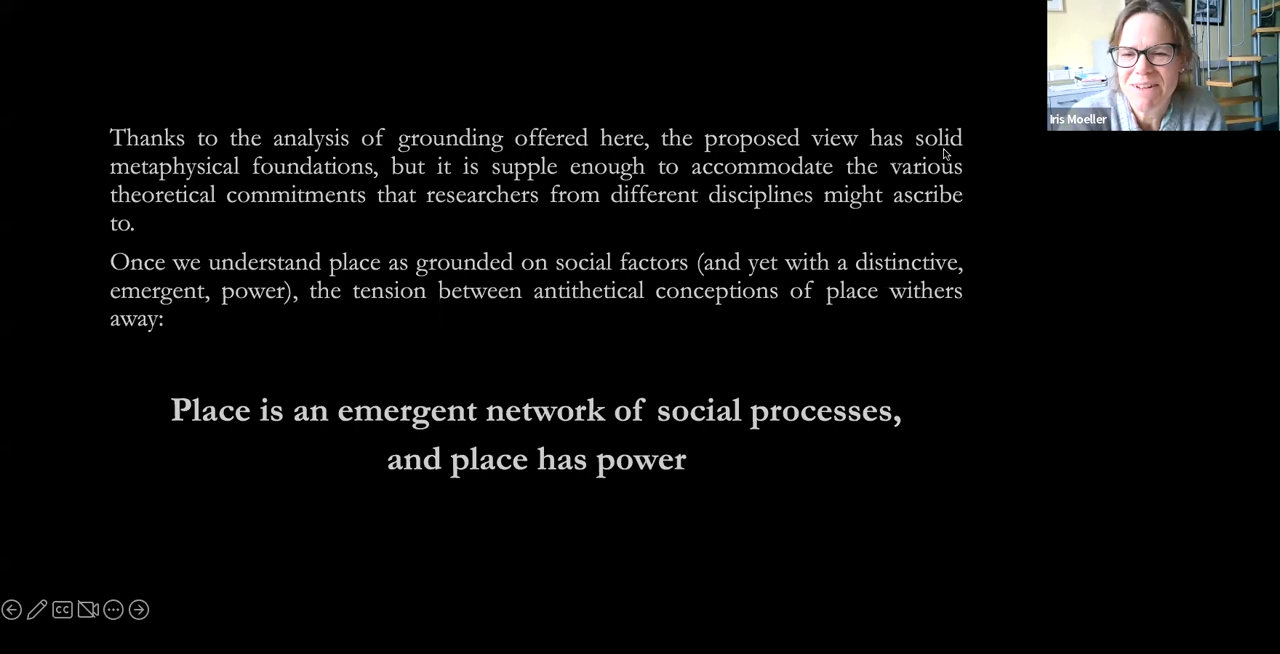 Thanks to the analysis of grounding offered here, the proposed view has solid
metaphysical foundations, but it is supple enough to accommodate the various
theoretical commitments that researchers from different disciplines might ascribe
to.
Once we understand place as grounded on social factors (and yet with a distinctive,
emergent, power), the tension between antithetical conceptions of place withers
away:
Place is an emergent network of social processes,
and place has power
Iris Moeller
CC